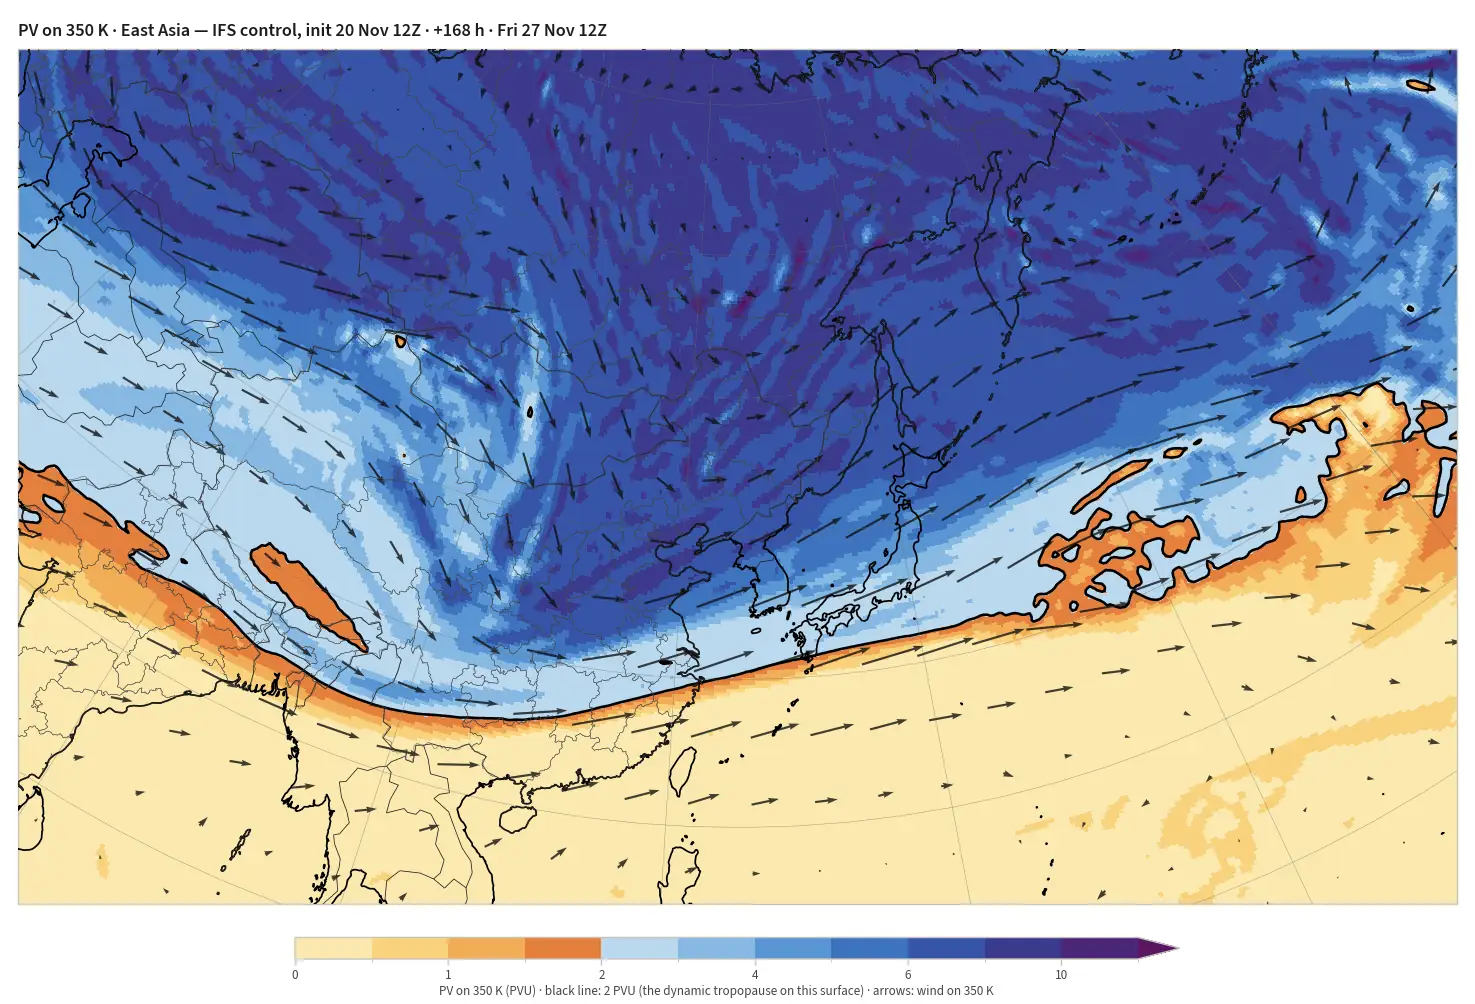 PV on 350 K · East Asia — IFS control, init 20 Nov 12Z · +168 h · Fri 27 Nov 12Z
0 1 2 4 6 10
PV on 350 K (PVU) · black line: 2 PVU (the dynamic tropopause on this surface) · arrows: wind on 350 K